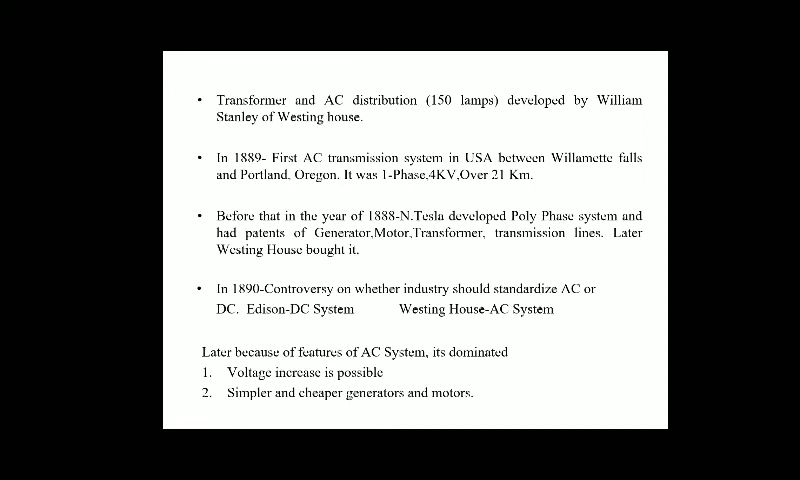 • Transformer and AC distribution (150 lamps) developed by William
Stanley of Westing house.
• In 1889- First AC transmission system in USA between Willamette falls
and Portland, Oregon. It was 1-Phase,4KV,Over 21 Km.
• Before that in the year of 1888-N.Tesla developed Poly Phase system and
had patents of Generator,Motor,Transformer, transmission lines. Later
Westing House bought it.
• In 1890-Controversy on whether industry should standardize AC or
DC. Edison-DC System Westing House-AC System
Later because of features of AC System, its dominated
1. Voltage increase is possible
2. Simpler and cheaper generators and motors.